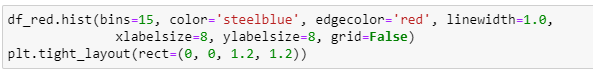 df_red.hist(bins=15, color='steelblue', edgecolor='red', linewidth=1.0,
            xlabelsize=8, ylabelsize=8, grid=False)
plt.tight_layout(rect=(0, 0, 1.2, 1.2))